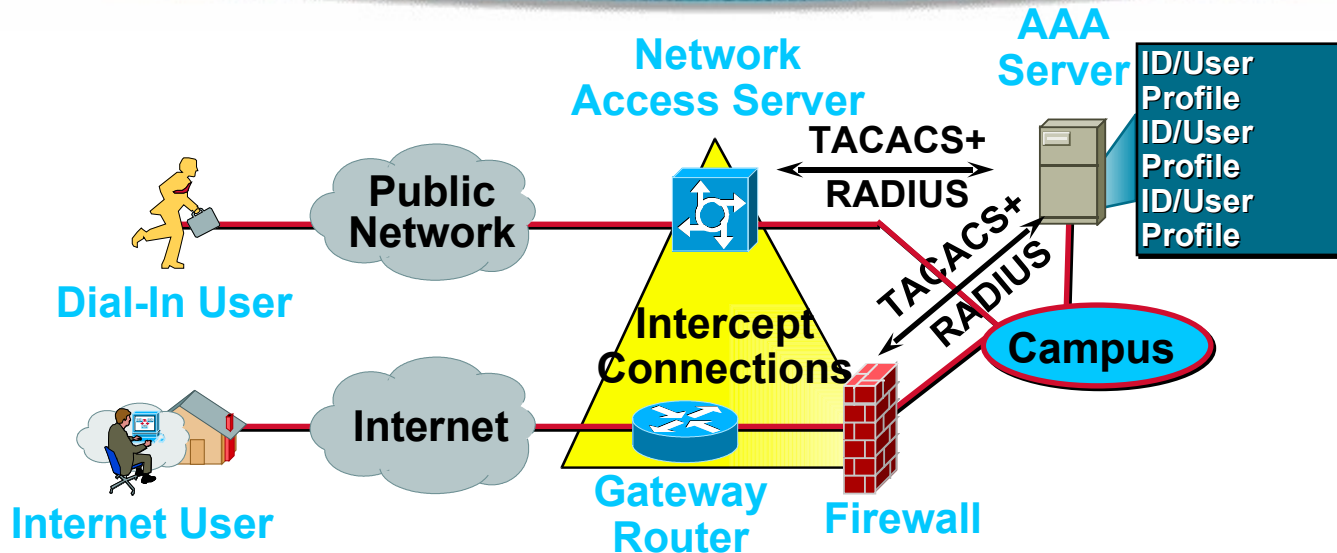 AAA
Server
Network
Access Server
ID/User
Profile
ID/User
Profile
ID/User
Profile
TACACS+
RADIUS
Public
Network
TACACS+
RADIUS
Dial-In User
Intercept
Connections
Campus
Internet
Gateway
Router
Firewall
Internet User